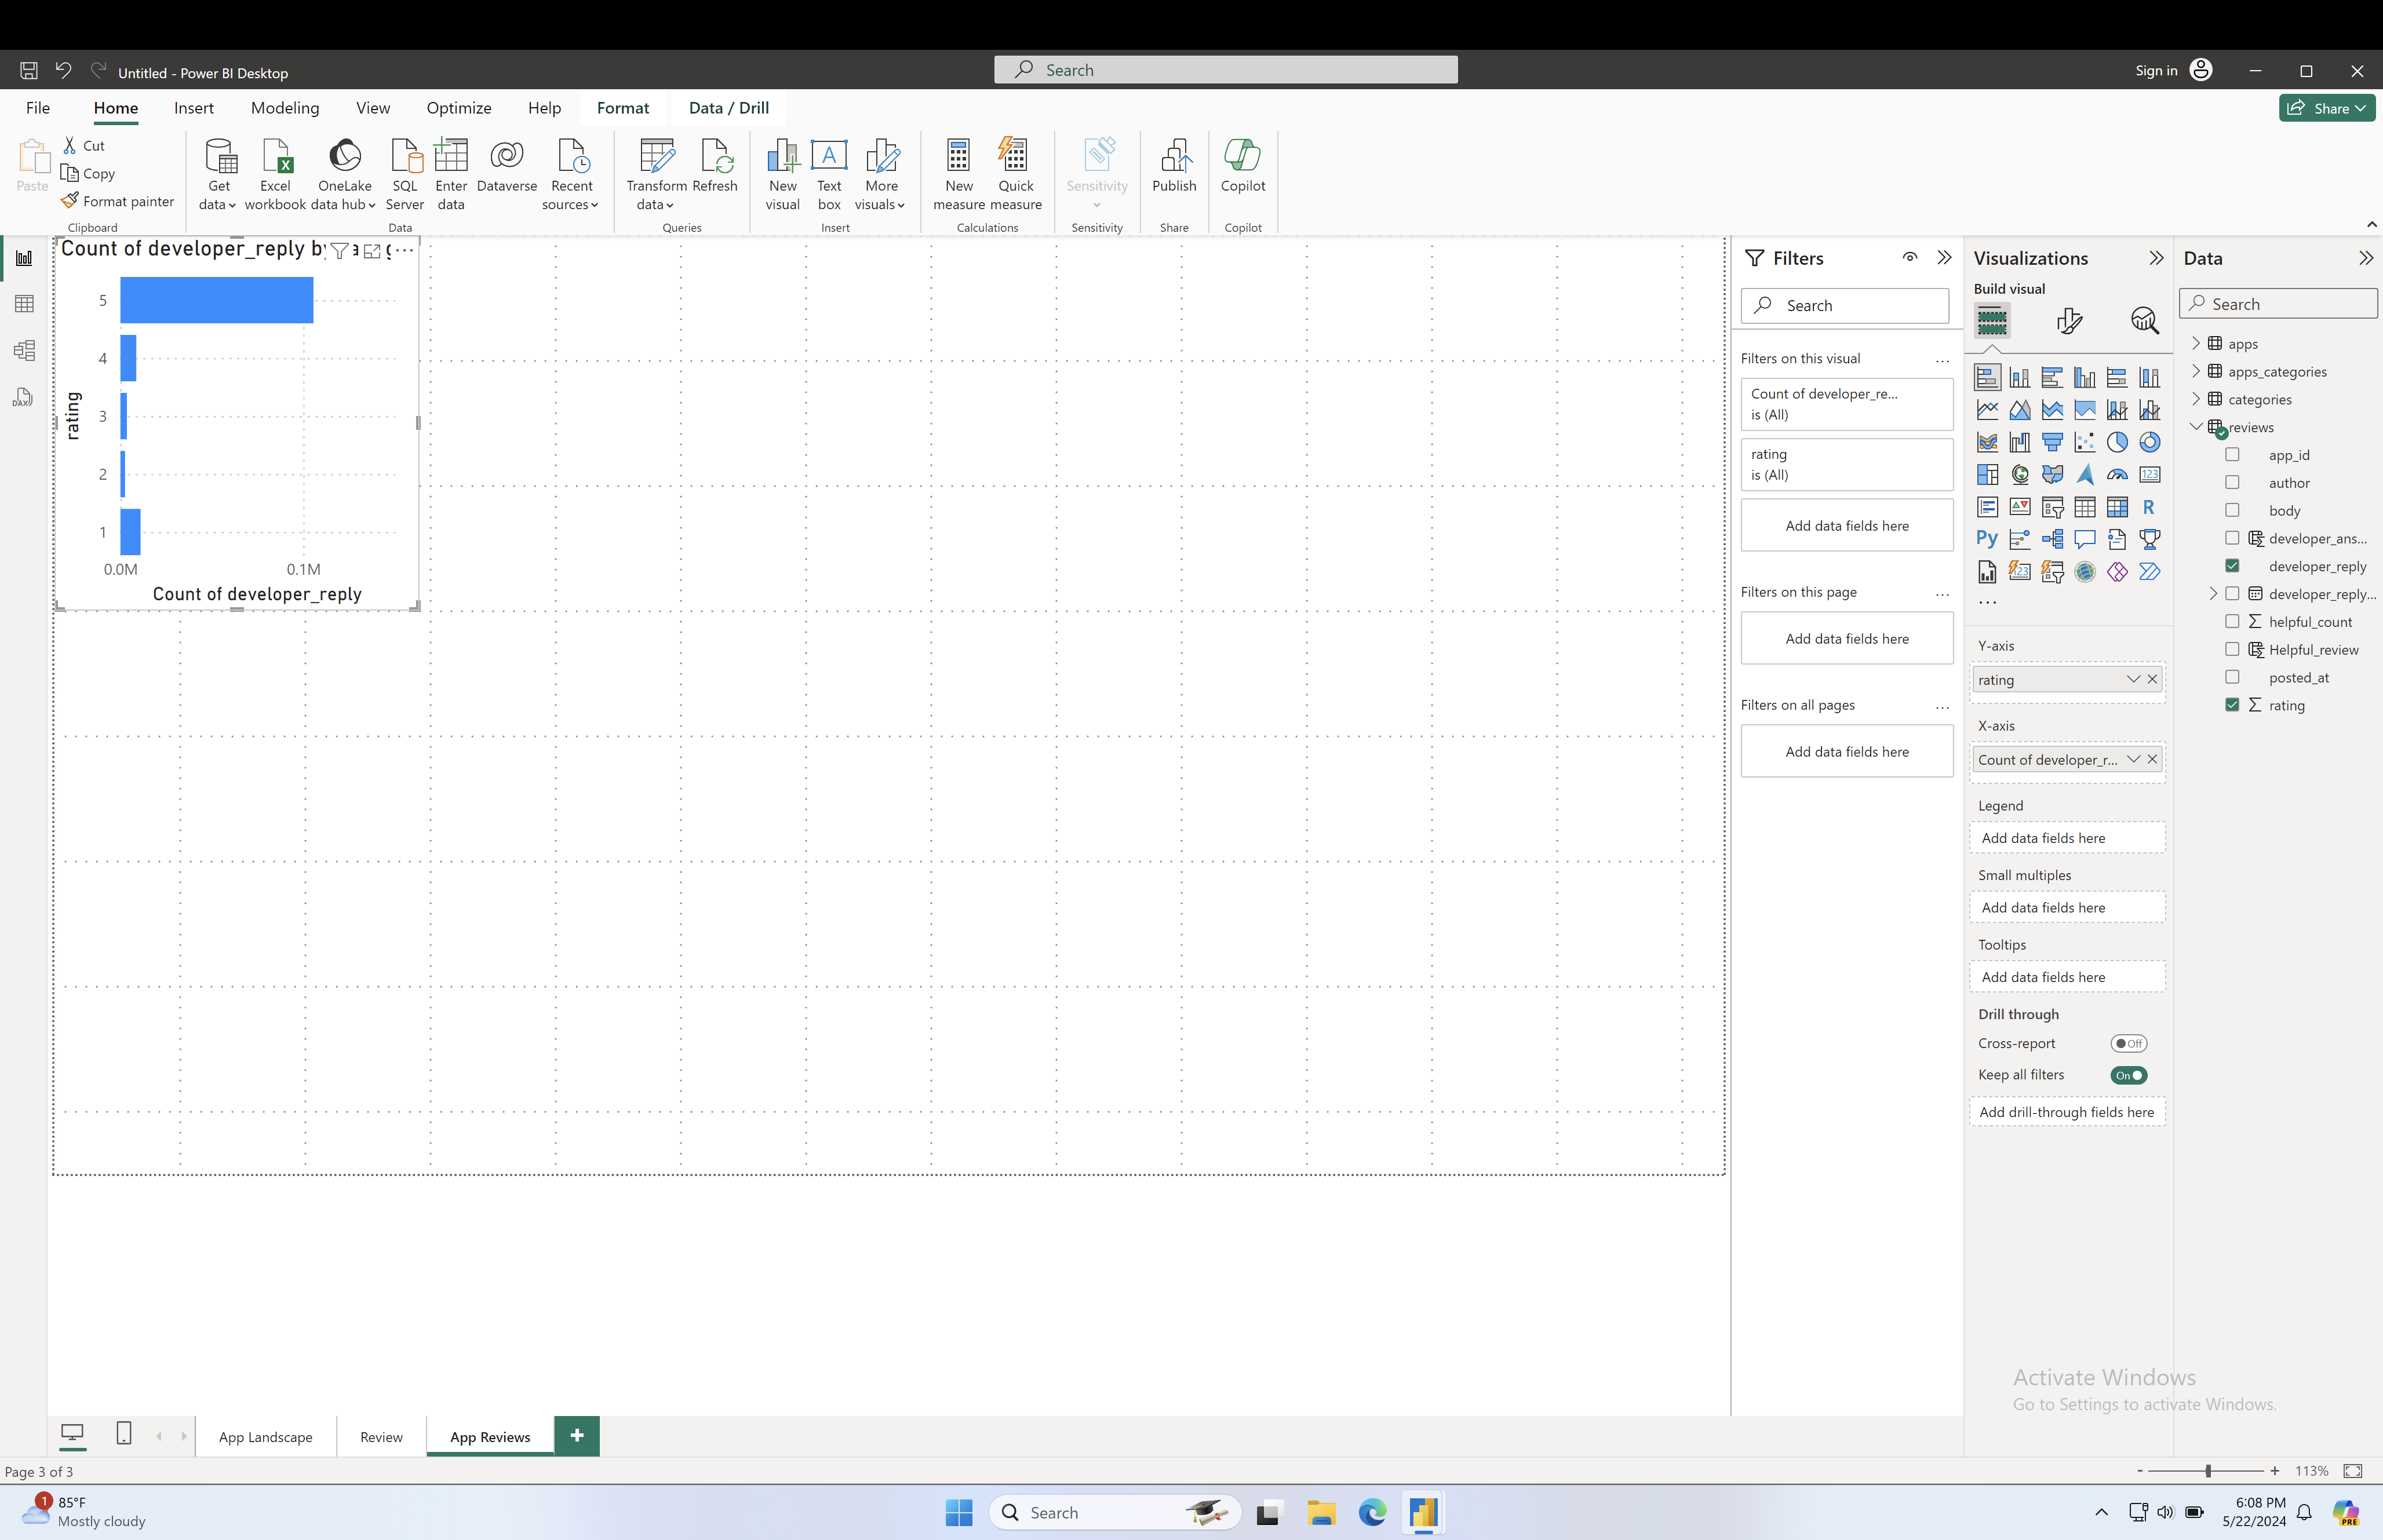 Untitled - Power BI Desktop
Search
Sign in
File
Home
Insert
Modeling
View
Optimize
Help
Format
Data / Drill
Share
Paste
Cut
Copy
Format painter
Clipboard
Get data
Excel workbook
OneLake data hub
SQL Server
Enter data
Dataverse
Recent sources
Data
Transform data
Refresh
Queries
New visual
Text box
More visuals
Insert
New measure
Quick measure
Calculations
Sensitivity
Sensitivity
Publish
Share
Copilot
Copilot
DAX
Count of developer_reply by
5
4
3
2
1
rating
0.0M
0.1M
Count of developer_reply
Filters
Search
Filters on this visual
Count of developer_re...
is (All)
rating
is (All)
Add data fields here
Filters on this page
Add data fields here
Filters on all pages
Add data fields here
Visualizations
Build visual
123
R
Py
123
Y-axis
rating
X-axis
Count of developer_r...
Legend
Add data fields here
Small multiples
Add data fields here
Tooltips
Add data fields here
Drill through
Cross-report
Off
Keep all filters
On
Add drill-through fields here
Data
Search
apps
apps_categories
categories
reviews
app_id
author
body
developer_ans...
developer_reply
developer_reply...
helpful_count
Helpful_review
posted_at
rating
Activate Windows
Go to Settings to activate Windows.
App Landscape
Review
App Reviews
Page 3 of 3
113%
1
85°F
Mostly cloudy
Search
6:08 PM
5/22/2024
PRE